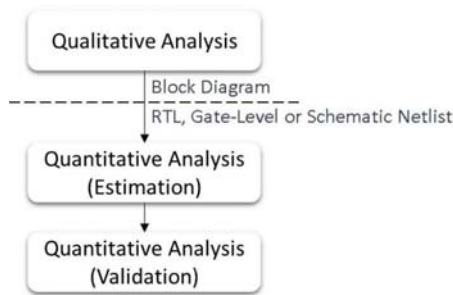 Qualitative Analysis
Block Diagram
RTL, Gate-Level or Schematic Netlist
Quantitative Analysis
(Estimation)
Quantitative Analysis
(Validation)